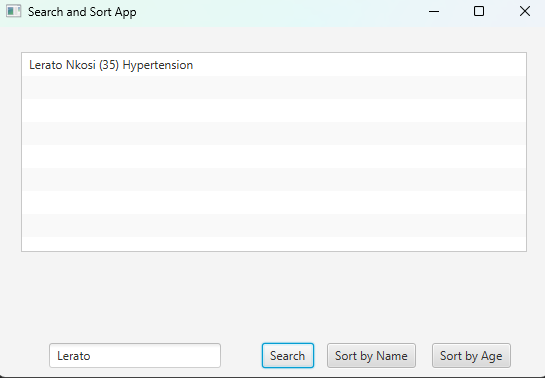 Search and Sort App
Lerato Nkosi (35) Hypertension
Lerato Search Sort by Name Sort by Age